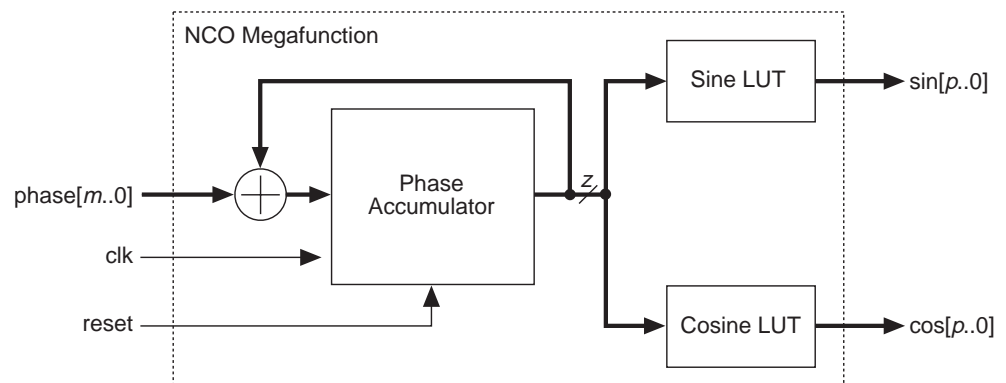 NCO Megafunction
Sine LUT
sin[p..0]
phase[m..0]
Phase
Accumulator
z
clk
reset
Cosine LUT
cos[p..0]